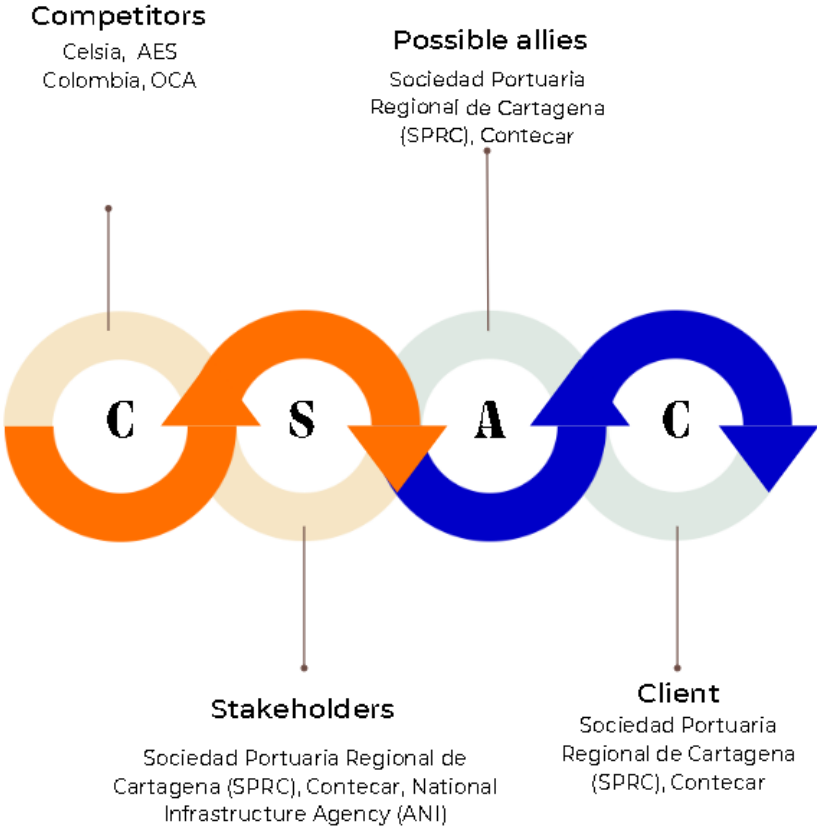 Competitors
Celsia, AES
Colombia, OCA
Possible allies
Sociedad Portuaria
Regional de Cartagena
(SPRC), Contecar
C
S
A
C
Stakeholders
Sociedad Portuaria Regional de
Cartagena (SPRC), Contecar, National
Infrastructure Agency (ANI)
Client
Sociedad Portuaria
Regional de Cartagena
(SPRC), Contecar